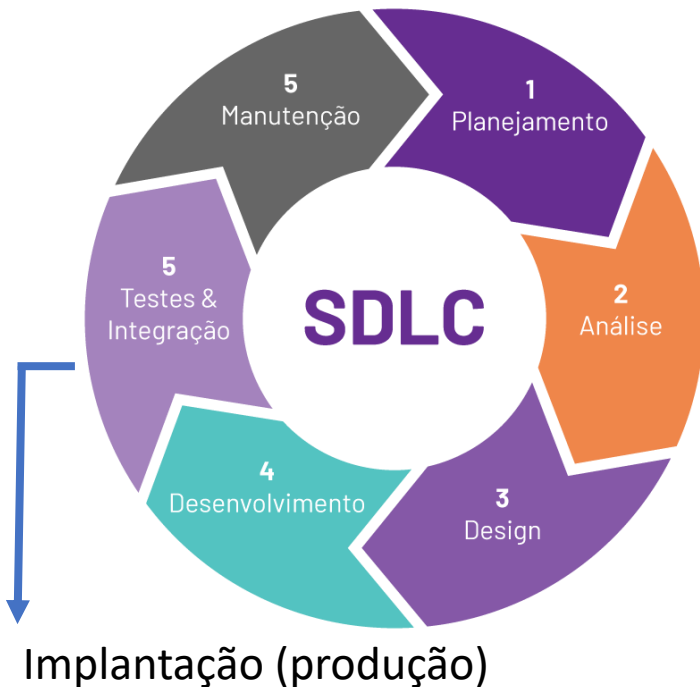 1
Planejamento
2
Análise
3
Design
4
Desenvolvimento
5
Testes &
Integração
5
Manutenção
SDLC
Implantação (produção)